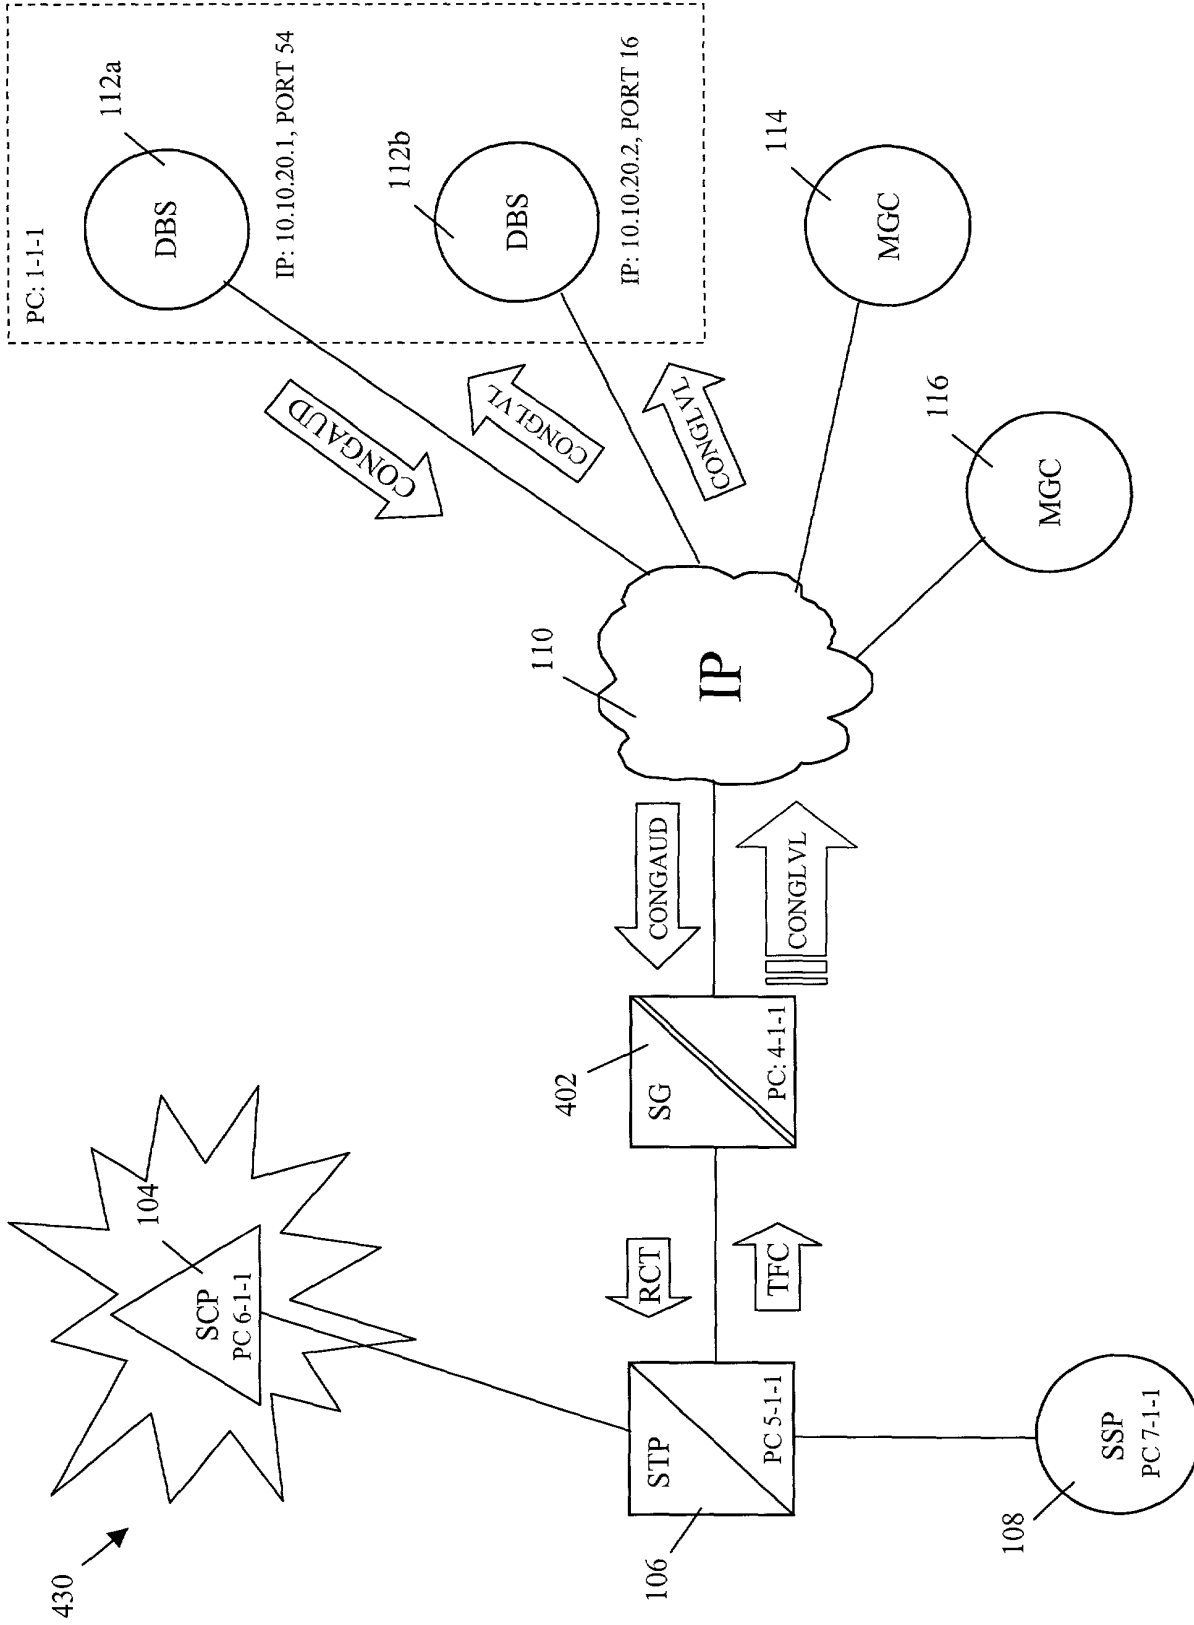 430
104
SCP
PC 6-1-1
STP
PC 5-1-1
106
SSP
PC 7-1-1
108
RCT
TFC
402
SG
PC: 4-1-1
CONGAUD
CONGLVL
110
IP
CONGAUD
CONGLVL
CONGLVL
PC: 1-1-1
DBS
112a
IP: 10.10.20.1, PORT 54
DBS
112b
IP: 10.10.20.2, PORT 16
MGC
114
MGC
116